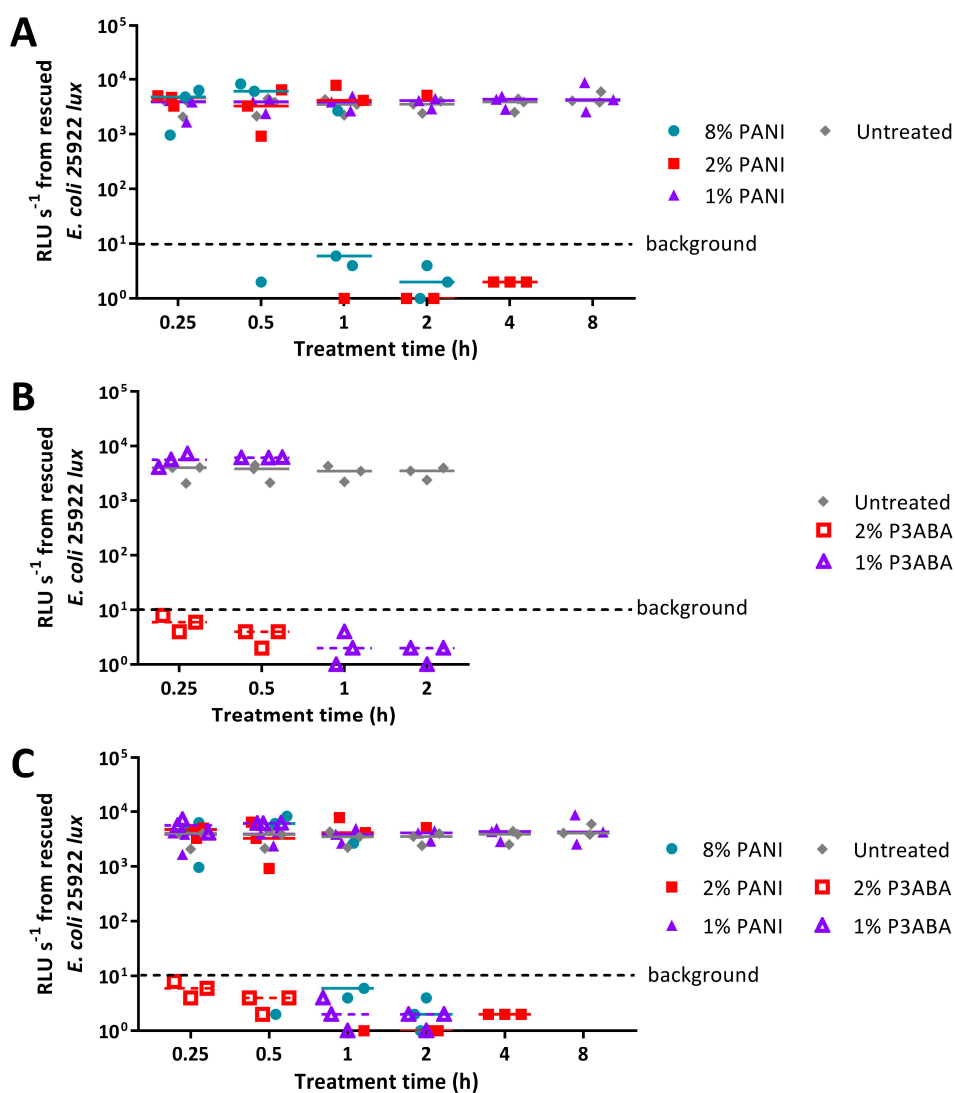 A
RLU s⁻¹ from rescued
E. coli 25922 lux
10⁵
10⁴
10³
10²
10¹
10⁰
background
0.25 0.5 1 2 4 8
Treatment time (h)
8% PANI Untreated
2% PANI
1% PANI
B
RLU s⁻¹ from rescued
E. coli 25922 lux
10⁵
10⁴
10³
10²
10¹
10⁰
background
0.25 0.5 1 2
Treatment time (h)
Untreated
2% P3ABA
1% P3ABA
C
RLU s⁻¹ from rescued
E. coli 25922 lux
10⁵
10⁴
10³
10²
10¹
10⁰
background
0.25 0.5 1 2 4 8
Treatment time (h)
8% PANI Untreated
2% PANI 2% P3ABA
1% PANI 1% P3ABA